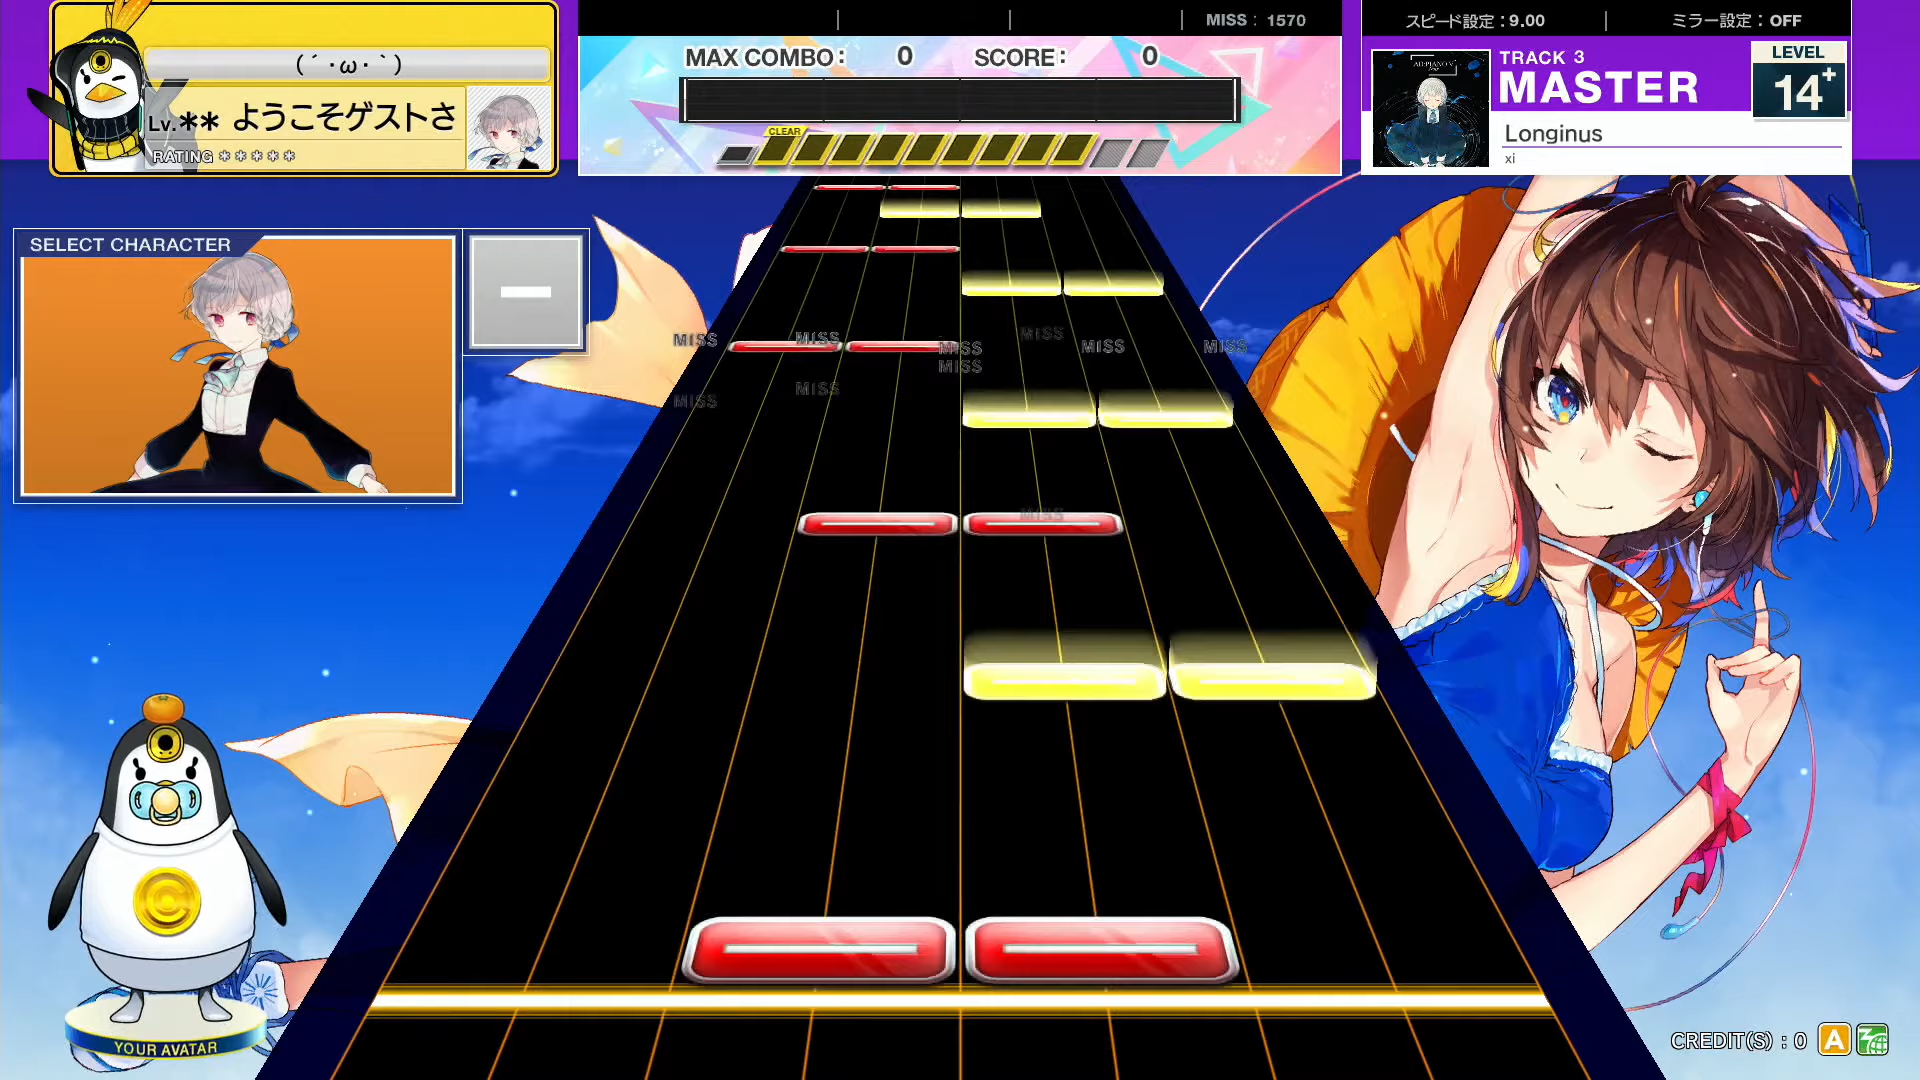 (´・ω・`)
Lv.** ようこそゲストさ
RATING *****
MISS : 1570
MAX COMBO : 0 SCORE : 0
CLEAR
スピード設定 : 9.00 ミラー設定 : OFF
TRACK 3
MASTER
LEVEL
14+
Longinus
xi
SELECT CHARACTER
MISS
MISS
MISS
MISS
MISS
MISS
MISS
MISS
MISS
MISS
YOUR AVATAR
CREDIT(S) : 0 A